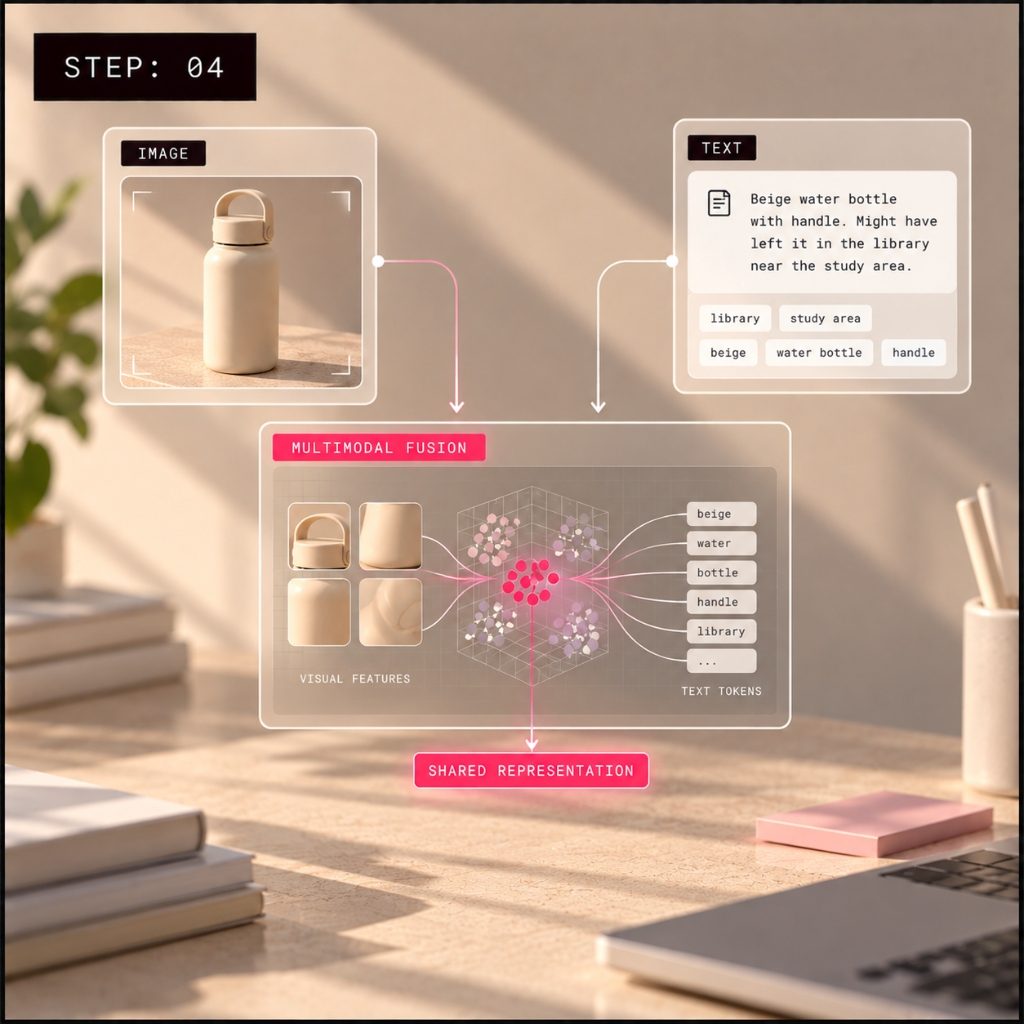 STEP: 04
IMAGE
TEXT
Beige water bottle
with handle. Might have
left it in the library
near the study area.
library
study area
beige
water bottle
handle
MULTIMODAL FUSION
beige
water
bottle
handle
library
...
VISUAL FEATURES
TEXT TOKENS
SHARED REPRESENTATION